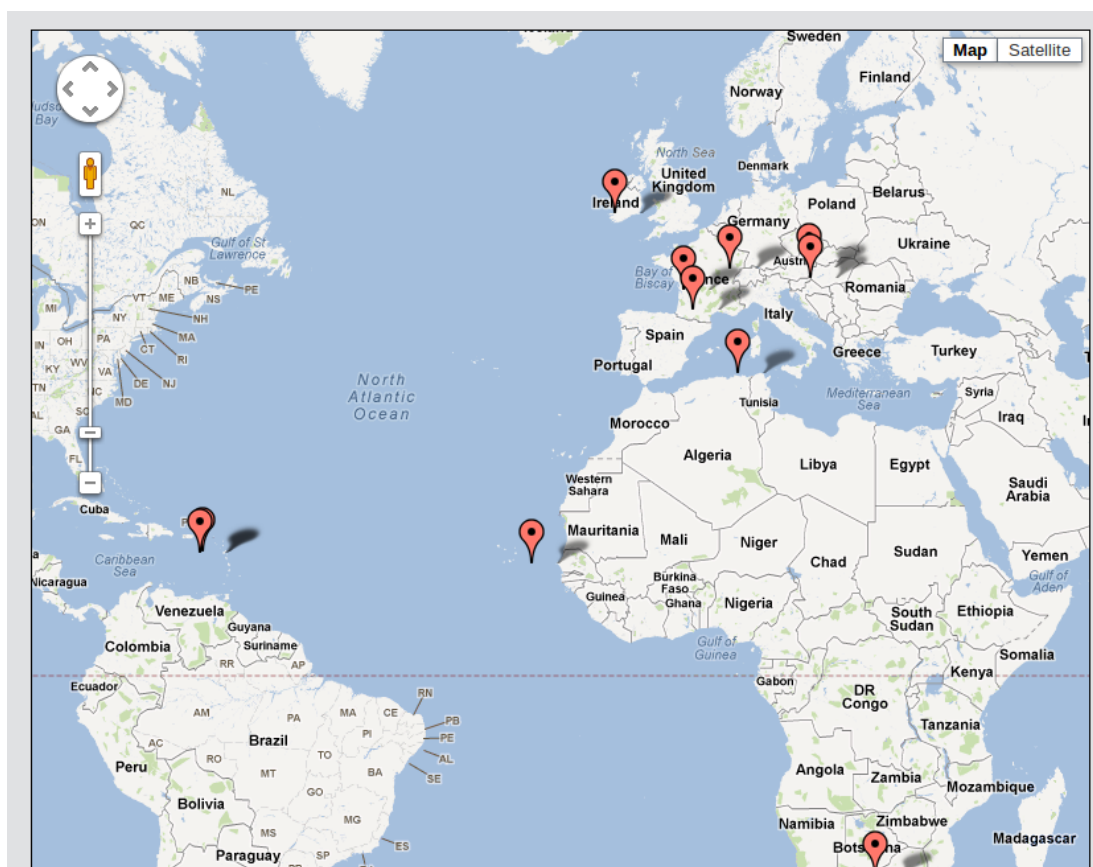 Sweden
Map
Satellite
Finland
Norway
Bay
North Sea
Denmark
United
Kingdom
NL
Ireland
Poland
Belarus
Germany
ON
QC
Ukraine
Gulf of St
Lawrence
Bay of
Biscay
NB
PE
Romania
MI
VT
ME
NS
Italy
NY
NH
Spain
IN
OH
PA
MA
CT
RI
Greece
Turkey
KY
WV
VA
Portugal
TN
DE
NJ
North
Atlantic
Ocean
Syria
NC
MD
Tunisia
Mediterranean
Sea
AL
SC
Iraq
GA
Morocco
FL
Algeria
Libya
Egypt
Western
Sahara
Saudi
Arabia
Cuba
Mauritania
Mali
Niger
Sudan
Yemen
Caribbean
Sea
Chad
Gulf of
Aden
Nicaragua
Burkina
Faso
Guinea
Ghana
Nigeria
Venezuela
South
Sudan
Ethiopia
Guyana
Suriname
Colombia
Gulf of
Guinea
Somalia
RR
AP
Kenya
Ecuador
Gabon
DR
Congo
RN
AM
PA
MA
CE
PB
Tanzania
PI
PE
AC
Brazil
RO
TO
AL
Peru
MT
BA
SE
Angola
Zambia
Mozambique
GO
Bolivia
MG
Namibia
Zimbabwe
MS
ES
Madagascar
Paraguay
SP